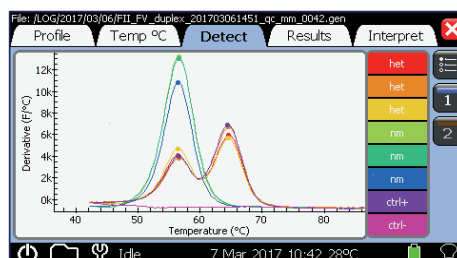 File: /LOG/2017/03/06/FII_FV_duplex_201703061451_qc_mm_0042.gen
Profile Temp ºC Detect Results Interpret
12k
10k
8k
6k
4k
2k
0k
Derivative (F/°C)
40 50 60 70 80
Temperature (°C)
het
het
het
nm
nm
nm
ctrl+
ctrl-
1
2
Idle 7 Mar 2017 10:42 28ºC